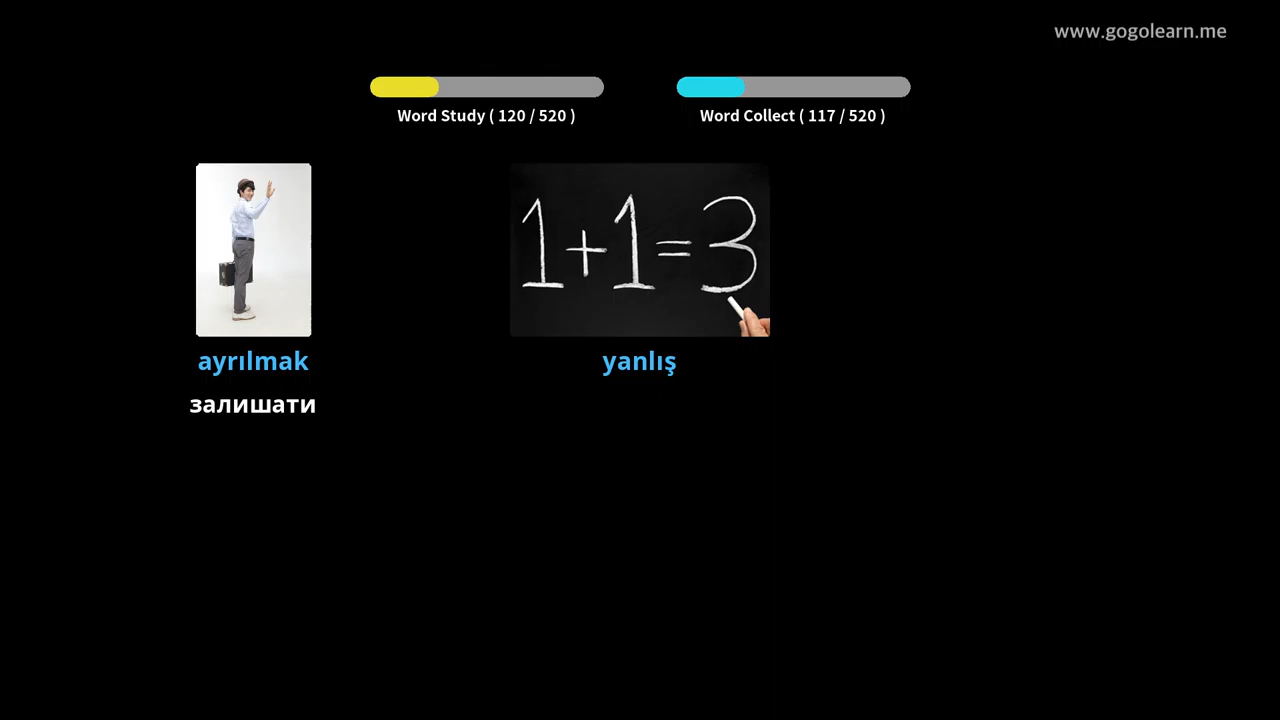 www.gogolearn.me
Word Study ( 120 / 520 )
Word Collect ( 117 / 520 )
1+1=3
ayrılmak
yanlış
залишати